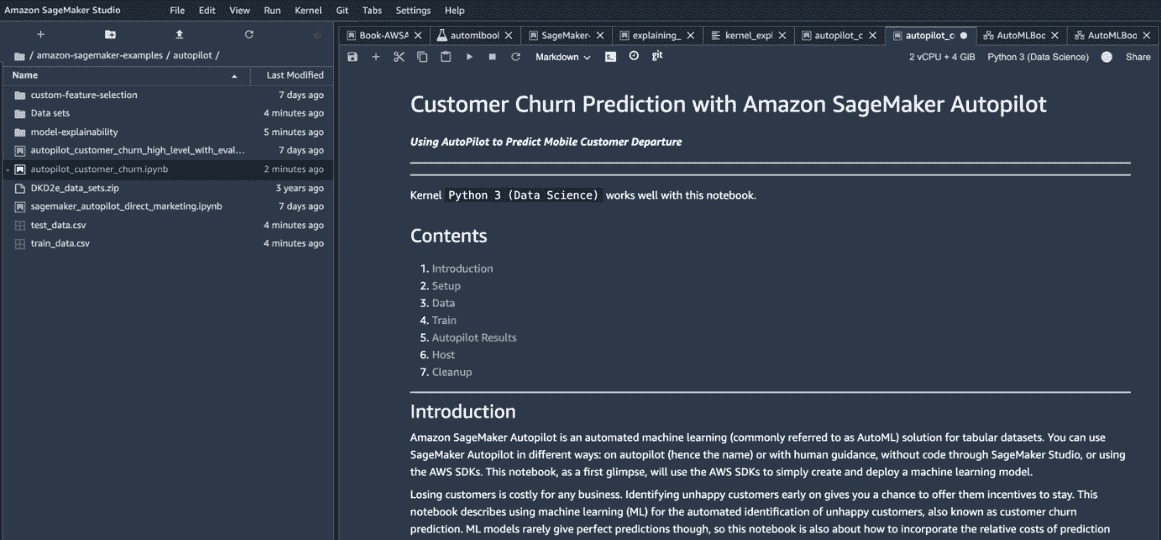 Amazon SageMaker Studio File Edit View Run Kernel Git Tabs Settings Help
/ amazon-sagemaker-examples / autopilot /
Name Last Modified
custom-feature-selection 7 days ago
Data sets 4 minutes ago
model-explainability 5 minutes ago
autopilot_customer_churn_high_level_with_eval... 7 days ago
autopilot_customer_churn.ipynb 2 minutes ago
DKD2e_data_sets.zip 3 years ago
sagemaker_autopilot_direct_marketing.ipynb 7 days ago
test_data.csv 4 minutes ago
train_data.csv 4 minutes ago
Book-AWSA automlbool SageMaker- explaining_ kernel_expl autopilot_c autopilot_c AutoMLBoc AutoMLBoc
Markdown git 2 vCPU + 4 GiB Python 3 (Data Science) Share
Customer Churn Prediction with Amazon SageMaker Autopilot
Using AutoPilot to Predict Mobile Customer Departure
Kernel Python 3 (Data Science) works well with this notebook.
Contents
1. Introduction
2. Setup
3. Data
4. Train
5. Autopilot Results
6. Host
7. Cleanup
Introduction
Amazon SageMaker Autopilot is an automated machine learning (commonly referred to as AutoML) solution for tabular datasets. You can use
SageMaker Autopilot in different ways: on autopilot (hence the name) or with human guidance, without code through SageMaker Studio, or using
the AWS SDKs. This notebook, as a first glimpse, will use the AWS SDKs to simply create and deploy a machine learning model.
Losing customers is costly for any business. Identifying unhappy customers early on gives you a chance to offer them incentives to stay. This
notebook describes using machine learning (ML) for the automated identification of unhappy customers, also known as customer churn
prediction. ML models rarely give perfect predictions though, so this notebook is also about how to incorporate the relative costs of prediction